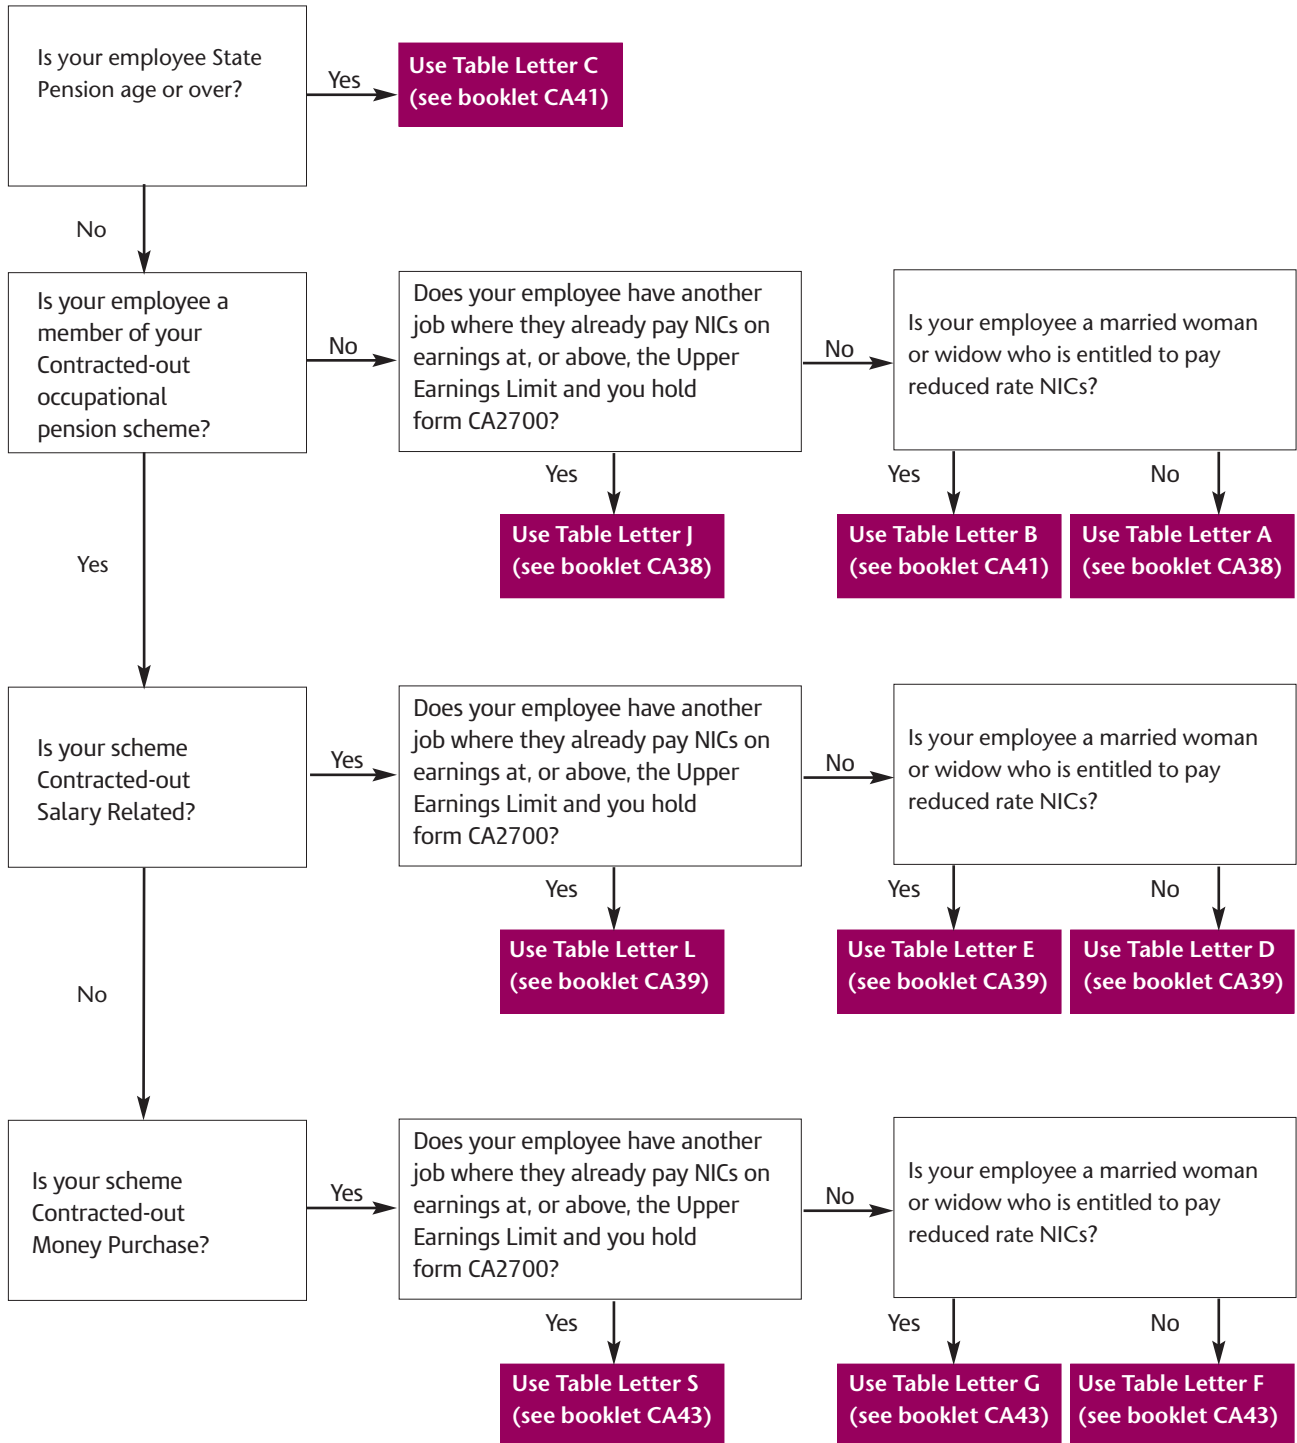 Is your employee State
Pension age or over?
Yes
Use Table Letter C
(see booklet CA41)
No
Is your employee a
member of your
Contracted-out
occupational
pension scheme?
No
Does your employee have another
job where they already pay NICs on
earnings at, or above, the Upper
Earnings Limit and you hold
form CA2700?
No
Is your employee a married woman
or widow who is entitled to pay
reduced rate NICs?
Yes
Use Table Letter J
(see booklet CA38)
Yes
Use Table Letter B
(see booklet CA41)
No
Use Table Letter A
(see booklet CA38)
Yes
Is your scheme
Contracted-out
Salary Related?
Yes
Does your employee have another
job where they already pay NICs on
earnings at, or above, the Upper
Earnings Limit and you hold
form CA2700?
No
Is your employee a married woman
or widow who is entitled to pay
reduced rate NICs?
Yes
Use Table Letter L
(see booklet CA39)
Yes
Use Table Letter E
(see booklet CA39)
No
Use Table Letter D
(see booklet CA39)
No
Is your scheme
Contracted-out
Money Purchase?
Yes
Does your employee have another
job where they already pay NICs on
earnings at, or above, the Upper
Earnings Limit and you hold
form CA2700?
No
Is your employee a married woman
or widow who is entitled to pay
reduced rate NICs?
Yes
Use Table Letter S
(see booklet CA43)
Yes
Use Table Letter G
(see booklet CA43)
No
Use Table Letter F
(see booklet CA43)